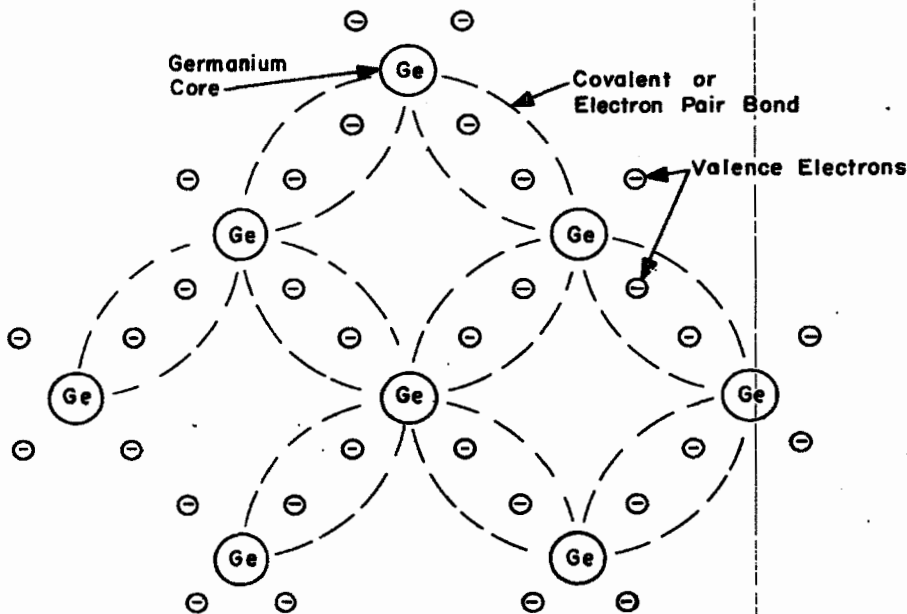 Ge
Germanium
Core
Covalent or
Electron Pair Bond
Valence Electrons
Ge
Ge
Ge
Ge
Ge
Ge
Ge